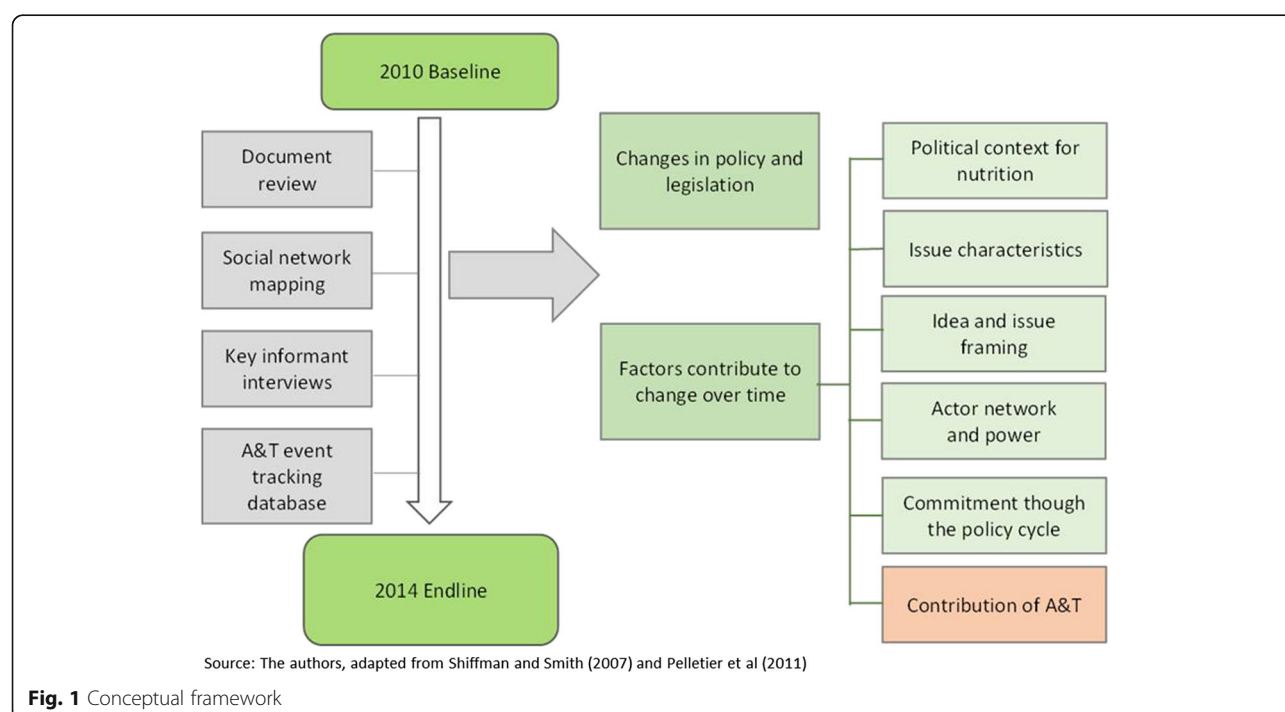 2010 Baseline
Document
review
Social network
mapping
Key informant
interviews
A&T event
tracking
database
2014 Endline
Changes in policy and
legislation
Factors contribute to
change over time
Political context for
nutrition
Issue characteristics
Idea and issue
framing
Actor network
and power
Commitment though
the policy cycle
Contribution of A&T
Source: The authors, adapted from Shiffman and Smith (2007) and Pelletier et al (2011)
Fig. 1 Conceptual framework